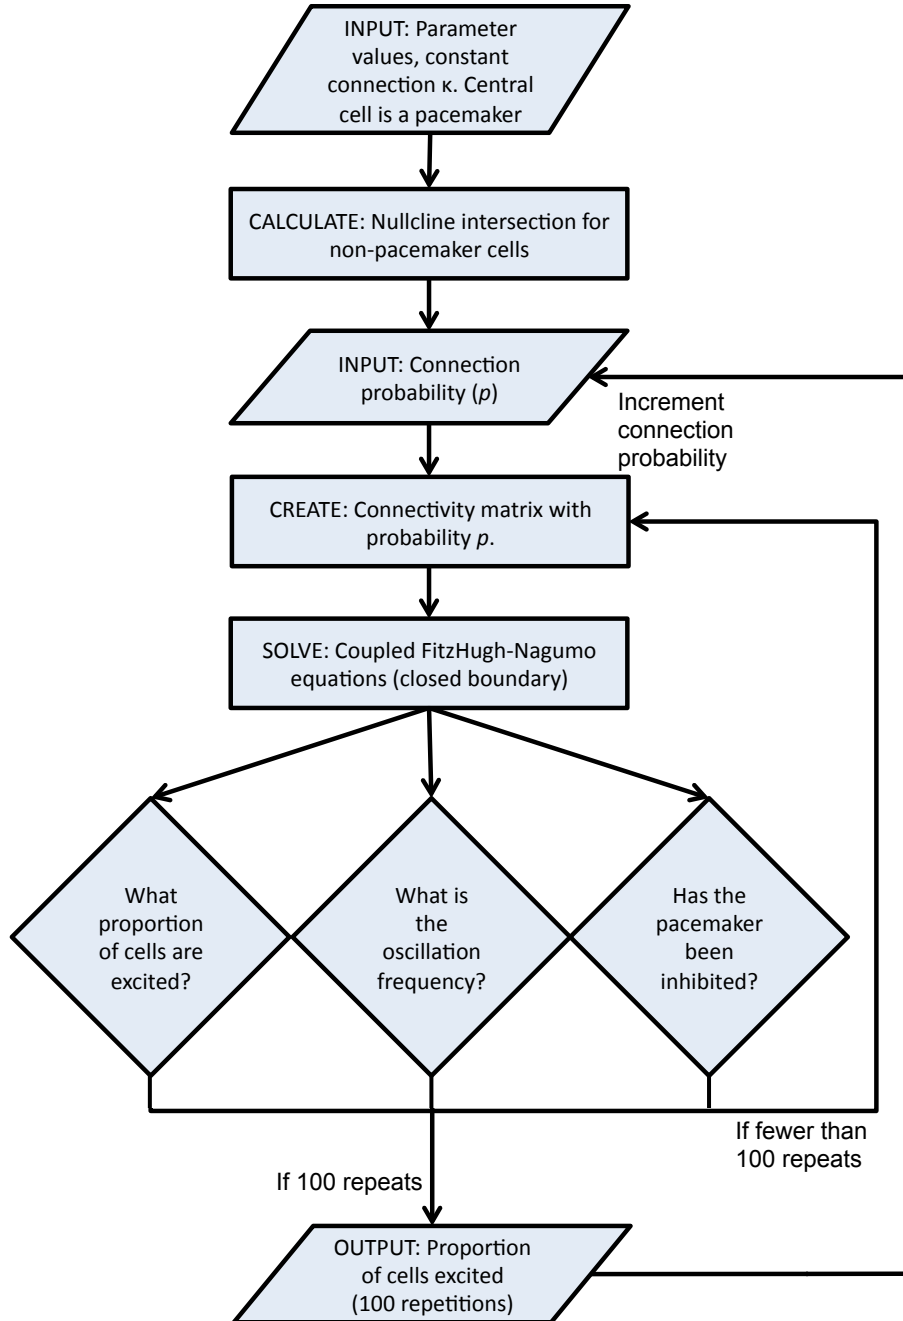 INPUT: Parameter
values, constant
connection κ. Central
cell is a pacemaker
CALCULATE: Nullcline intersection for
non-pacemaker cells
INPUT: Connection
probability (p)
Increment
connection
probability
CREATE: Connectivity matrix with
probability p.
SOLVE: Coupled FitzHugh-Nagumo
equations (closed boundary)
What
proportion
of cells are
excited?
What is
the
oscillation
frequency?
Has the
pacemaker
been
inhibited?
If fewer than
100 repeats
If 100 repeats
OUTPUT: Proportion
of cells excited
(100 repetitions)